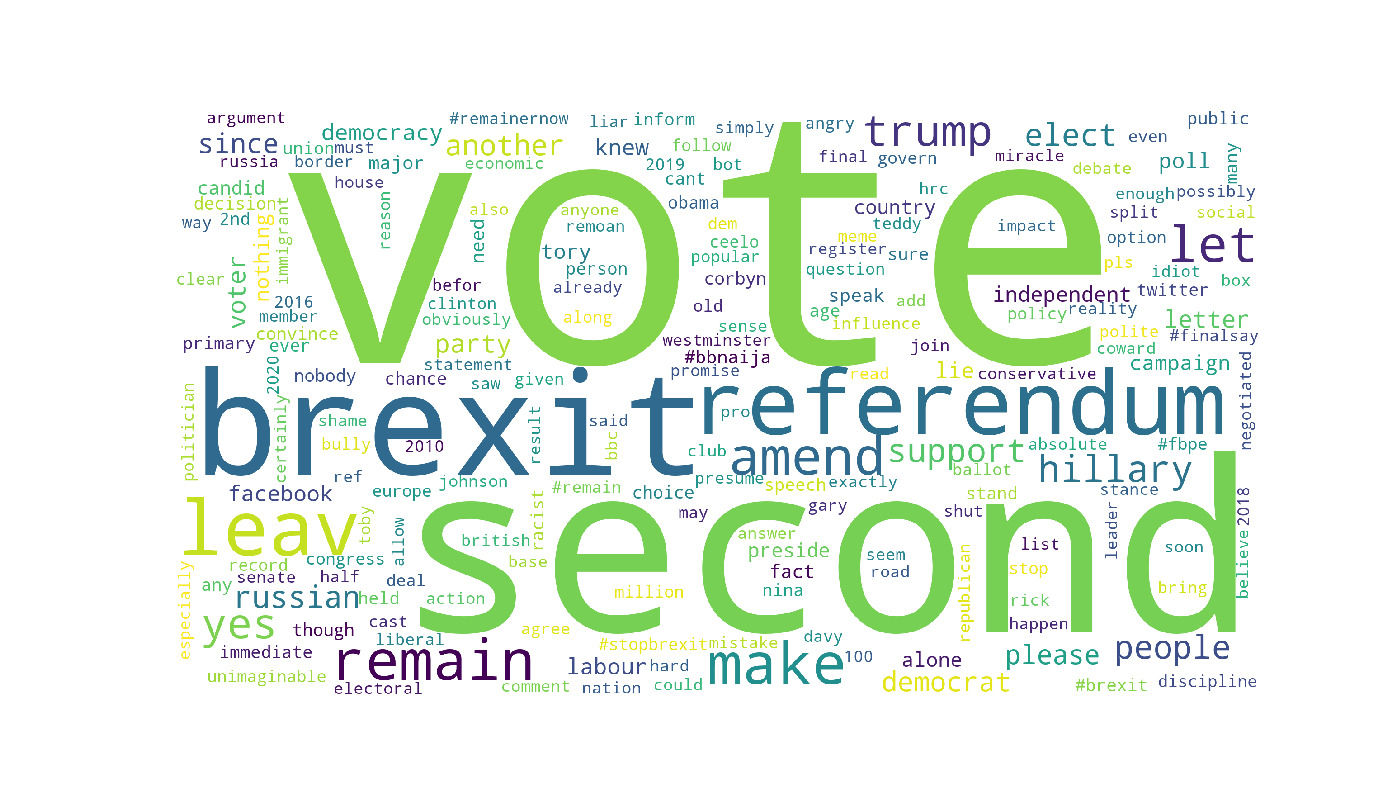 argument
#remainernow
liar
inform
simply
angry
trump
elect
even
public
since
union
must
democracy
another
knew
follow
final
govern
miracle
debate
poll
many
russia
border
major
economic
2019
bot
cant
hrc
enough
possibly
candid
house
reason
vote
obama
country
split
social
decision
immigrant
also
anyone
dem
teddy
impact
way
2nd
nothing
need
remoan
ceelo
meme
option
let
voter
tory
popular
register
sure
pls
clear
person
corbyn
question
idiot
box
befor
already
speak
add
independent
twitter
2016
clinton
old
age
policy
reality
member
obviously
along
sense
influence
letter
convince
party
westminster
polite
#finalsay
primary
ever
#bbnaija
join
coward
statement
lie
campaign
2020
nobody
chance
saw
given
promise
read
conservative
negotiated
politician
certainly
brexit
referendum
shame
said
pro
bully
2010
result
bbc
club
amend
support
absolute
#fbpe
ref
johnson
presume
speech
exactly
ballot
hillary
facebook
europe
#remain
choice
stand
stance
leav
toby
allow
second
racist
may
gary
shut
leader
believe
2018
british
answer
list
soon
record
congress
base
preside
seem
senate
half
deal
fact
road
republican
stop
any
million
nina
bring
especially
russian
held
action
rick
yes
though
cast
agree
happen
liberal
#stopbrexit
mistake
davy
immediate
remain
labour
hard
make
100
alone
please
people
unimaginable
electoral
comment
nation
could
democrat
#brexit
discipline